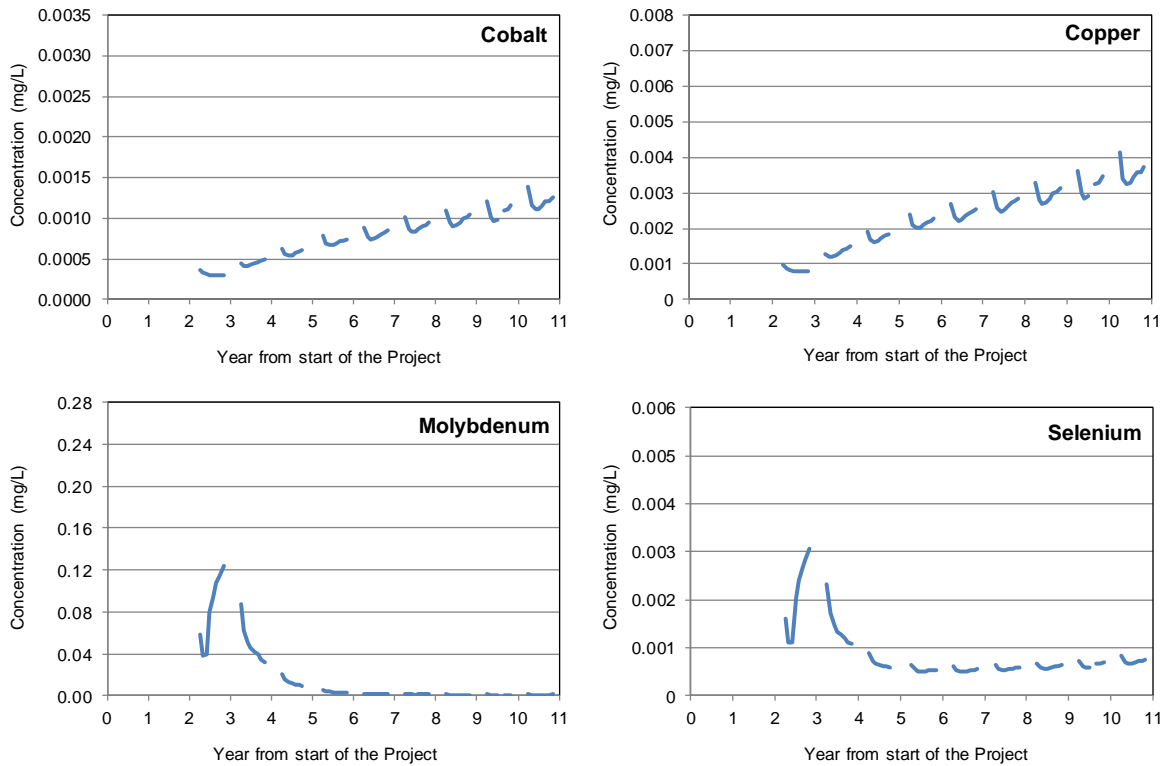 Cobalt
Concentration (mg/L)
0.0035
0.0030
0.0025
0.0020
0.0015
0.0010
0.0005
0.0000
0 1 2 3 4 5 6 7 8 9 10 11
Year from start of the Project
Copper
Concentration (mg/L)
0.008
0.007
0.006
0.005
0.004
0.003
0.002
0.001
0
0 1 2 3 4 5 6 7 8 9 10 11
Year from start of the Project
Molybdenum
Concentration (mg/L)
0.28
0.24
0.20
0.16
0.12
0.08
0.04
0.00
0 1 2 3 4 5 6 7 8 9 10 11
Year from start of the Project
Selenium
Concentration (mg/L)
0.006
0.005
0.004
0.003
0.002
0.001
0
0 1 2 3 4 5 6 7 8 9 10 11
Year from start of the Project